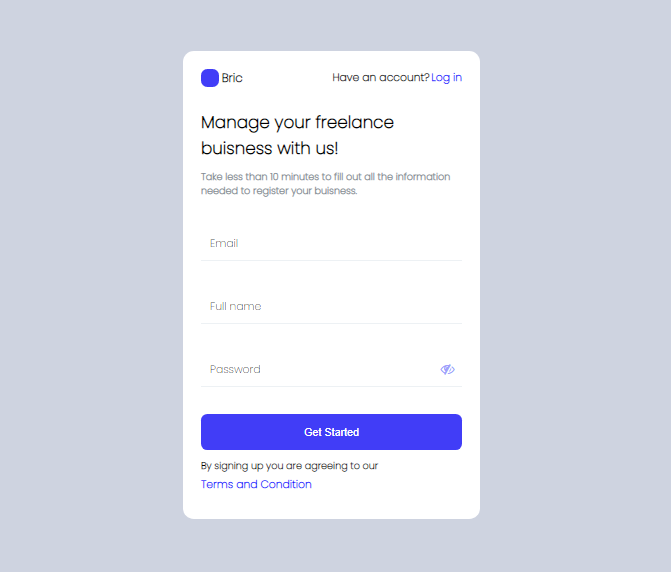 Bric
Have an account? Log in
Manage your freelance
buisness with us!
Take less than 10 minutes to fill out all the information
needed to register your buisness.
Email
Full name
Password
Get Started
By signing up you are agreeing to our
Terms and Condition